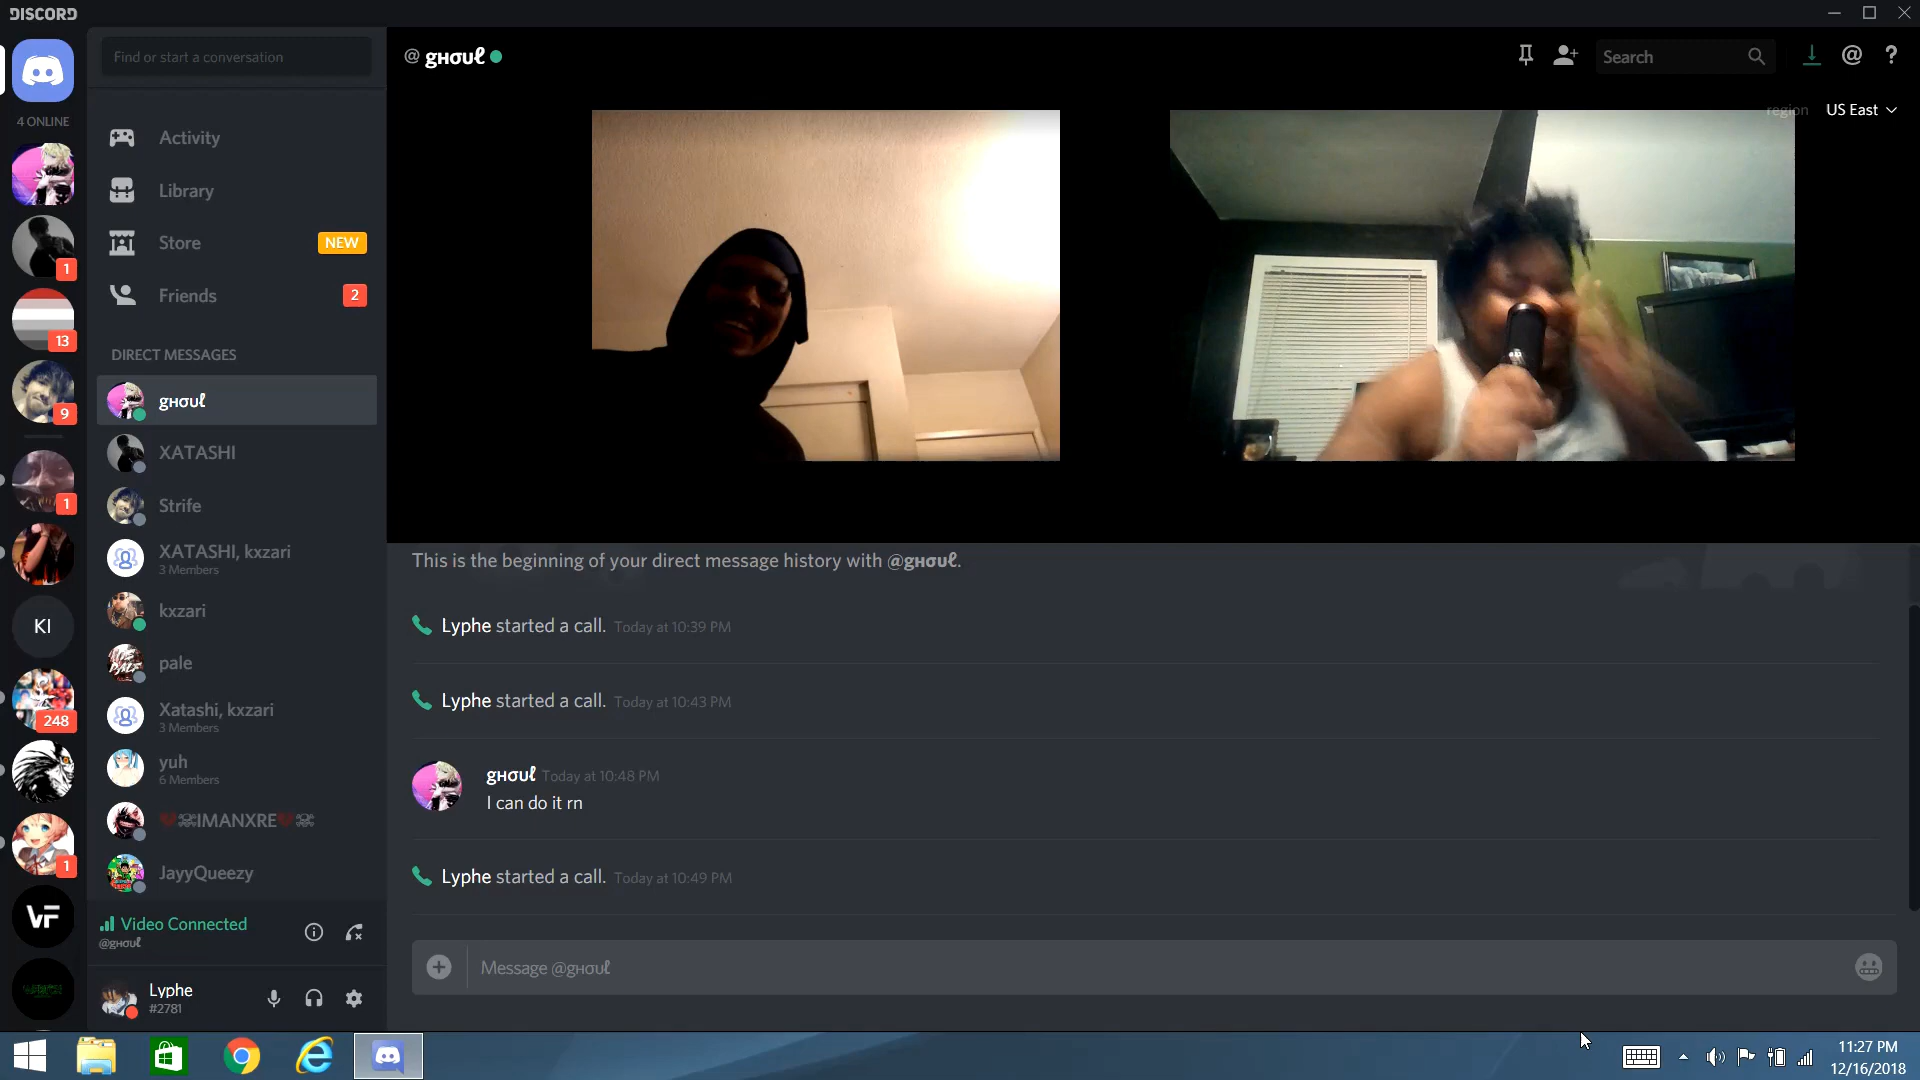 DISCORD
Find or start a conversation
@ gнσυℓ
Search
region US East
4 ONLINE
Activity
Library
Store NEW
Friends 2
DIRECT MESSAGES
gнσυℓ
XATASHI
Strife
XATASHI, kxzari
3 Members
kxzari
pale
Xatashi, kxzari
3 Members
yuh
6 Members
IMANXRE
JayyQueezy
1
13
9
1
KI
248
1
VF
Video Connected
@gнσυℓ
Lyphe
#2781
This is the beginning of your direct message history with @gнσυℓ.
Lyphe started a call. Today at 10:39 PM
Lyphe started a call. Today at 10:43 PM
gнσυℓ Today at 10:48 PM
I can do it rn
Lyphe started a call. Today at 10:49 PM
Message @gнσυℓ
11:27 PM
12/16/2018